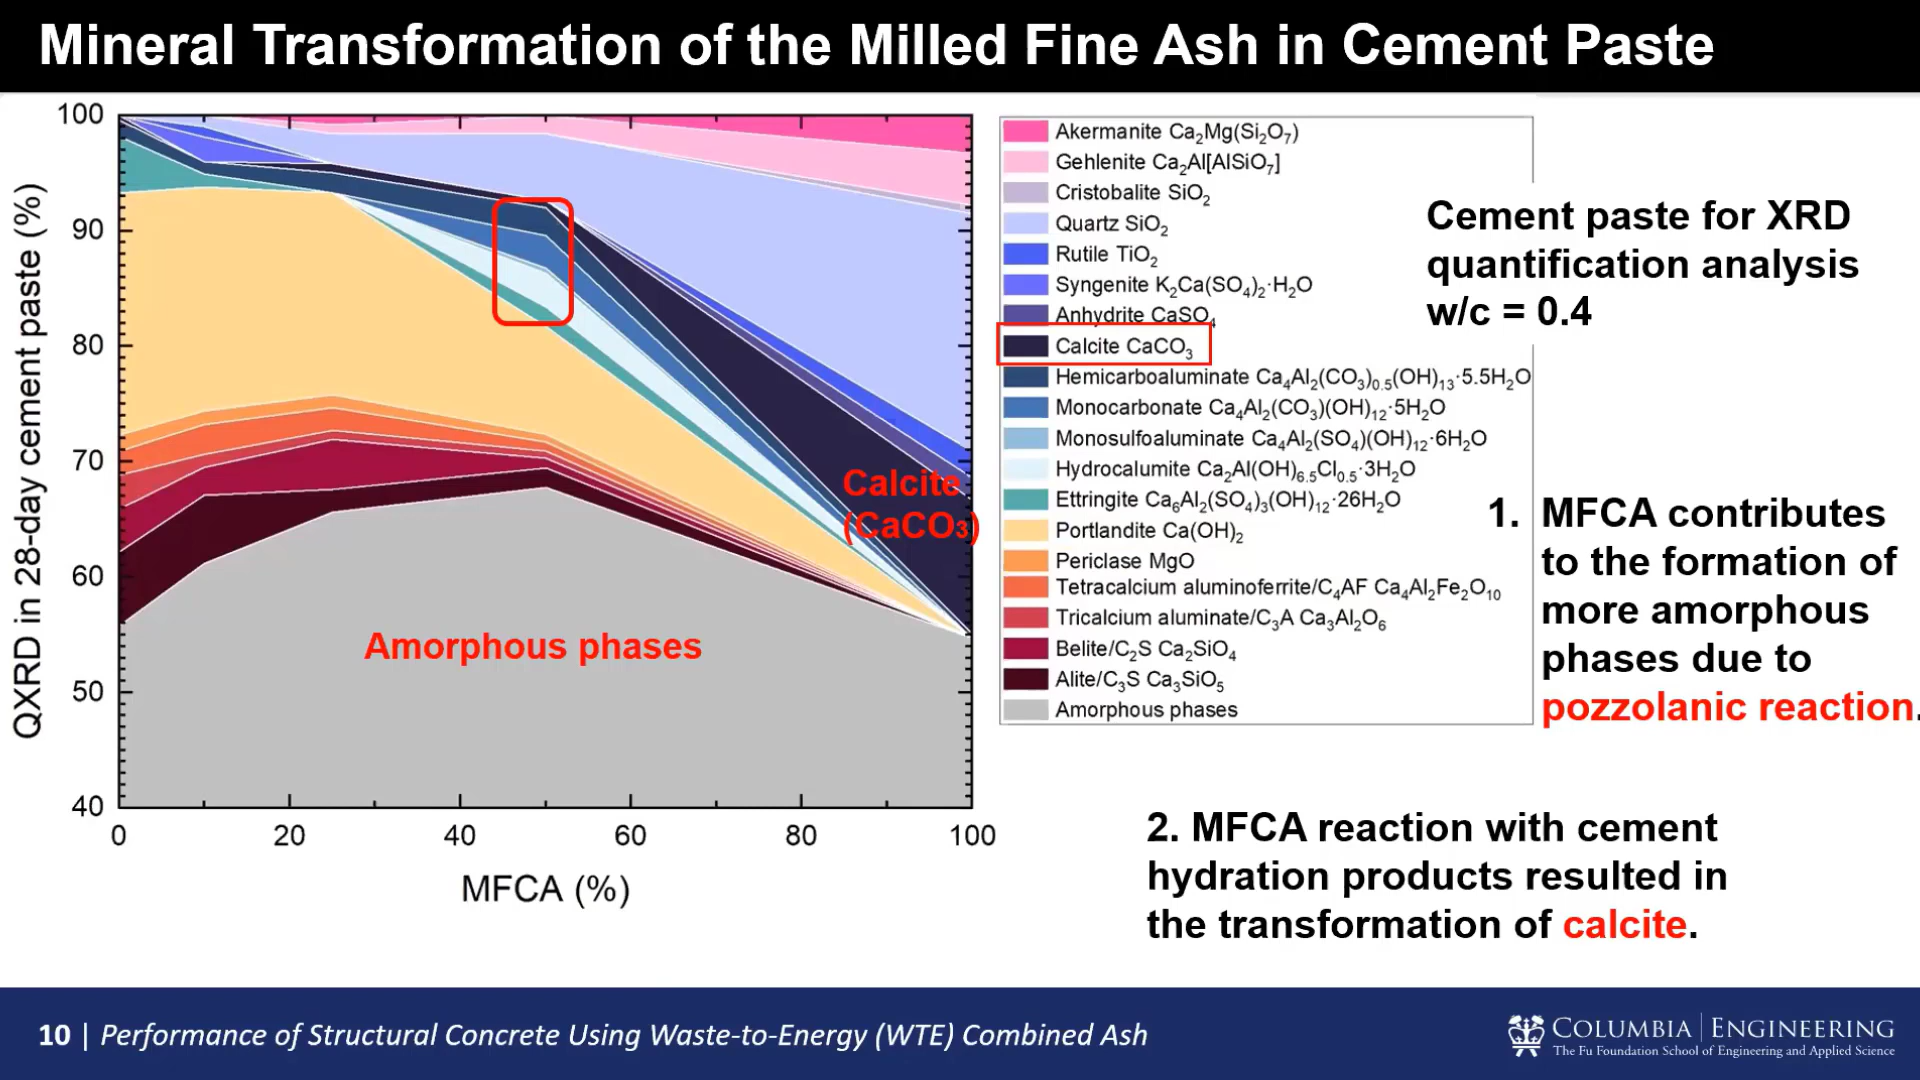 Mineral Transformation of the Milled Fine Ash in Cement Paste
QXRD in 28-day cement paste (%)
100
90
80
70
60
50
40
0 20 40 60 80 100
MFCA (%)
Calcite
(CaCO₃)
Amorphous phases
Akermanite Ca₂Mg(Si₂O₇)
Gehlenite Ca₂Al[AlSiO₇]
Cristobalite SiO₂
Quartz SiO₂
Rutile TiO₂
Syngenite K₂Ca(SO₄)₂·H₂O
Anhydrite CaSO₄
Calcite CaCO₃
Hemicarboaluminate Ca₄Al₂(CO₃)₀.₅(OH)₁₃·5.5H₂O
Monocarbonate Ca₄Al₂(CO₃)(OH)₁₂·5H₂O
Monosulfoaluminate Ca₄Al₂(SO₄)(OH)₁₂·6H₂O
Hydrocalumite Ca₂Al(OH)₆.₅Cl₀.₅·3H₂O
Ettringite Ca₆Al₂(SO₄)₃(OH)₁₂·26H₂O
Portlandite Ca(OH)₂
Periclase MgO
Tetracalcium aluminoferrite/C₄AF Ca₄Al₂Fe₂O₁₀
Tricalcium aluminate/C₃A Ca₃Al₂O₆
Belite/C₂S Ca₂SiO₄
Alite/C₃S Ca₃SiO₅
Amorphous phases
Cement paste for XRD
quantification analysis
w/c = 0.4
1. MFCA contributes
to the formation of
more amorphous
phases due to
pozzolanic reaction.
2. MFCA reaction with cement
hydration products resulted in
the transformation of calcite.
10 | Performance of Structural Concrete Using Waste-to-Energy (WTE) Combined Ash
COLUMBIA | ENGINEERING
The Fu Foundation School of Engineering and Applied Science